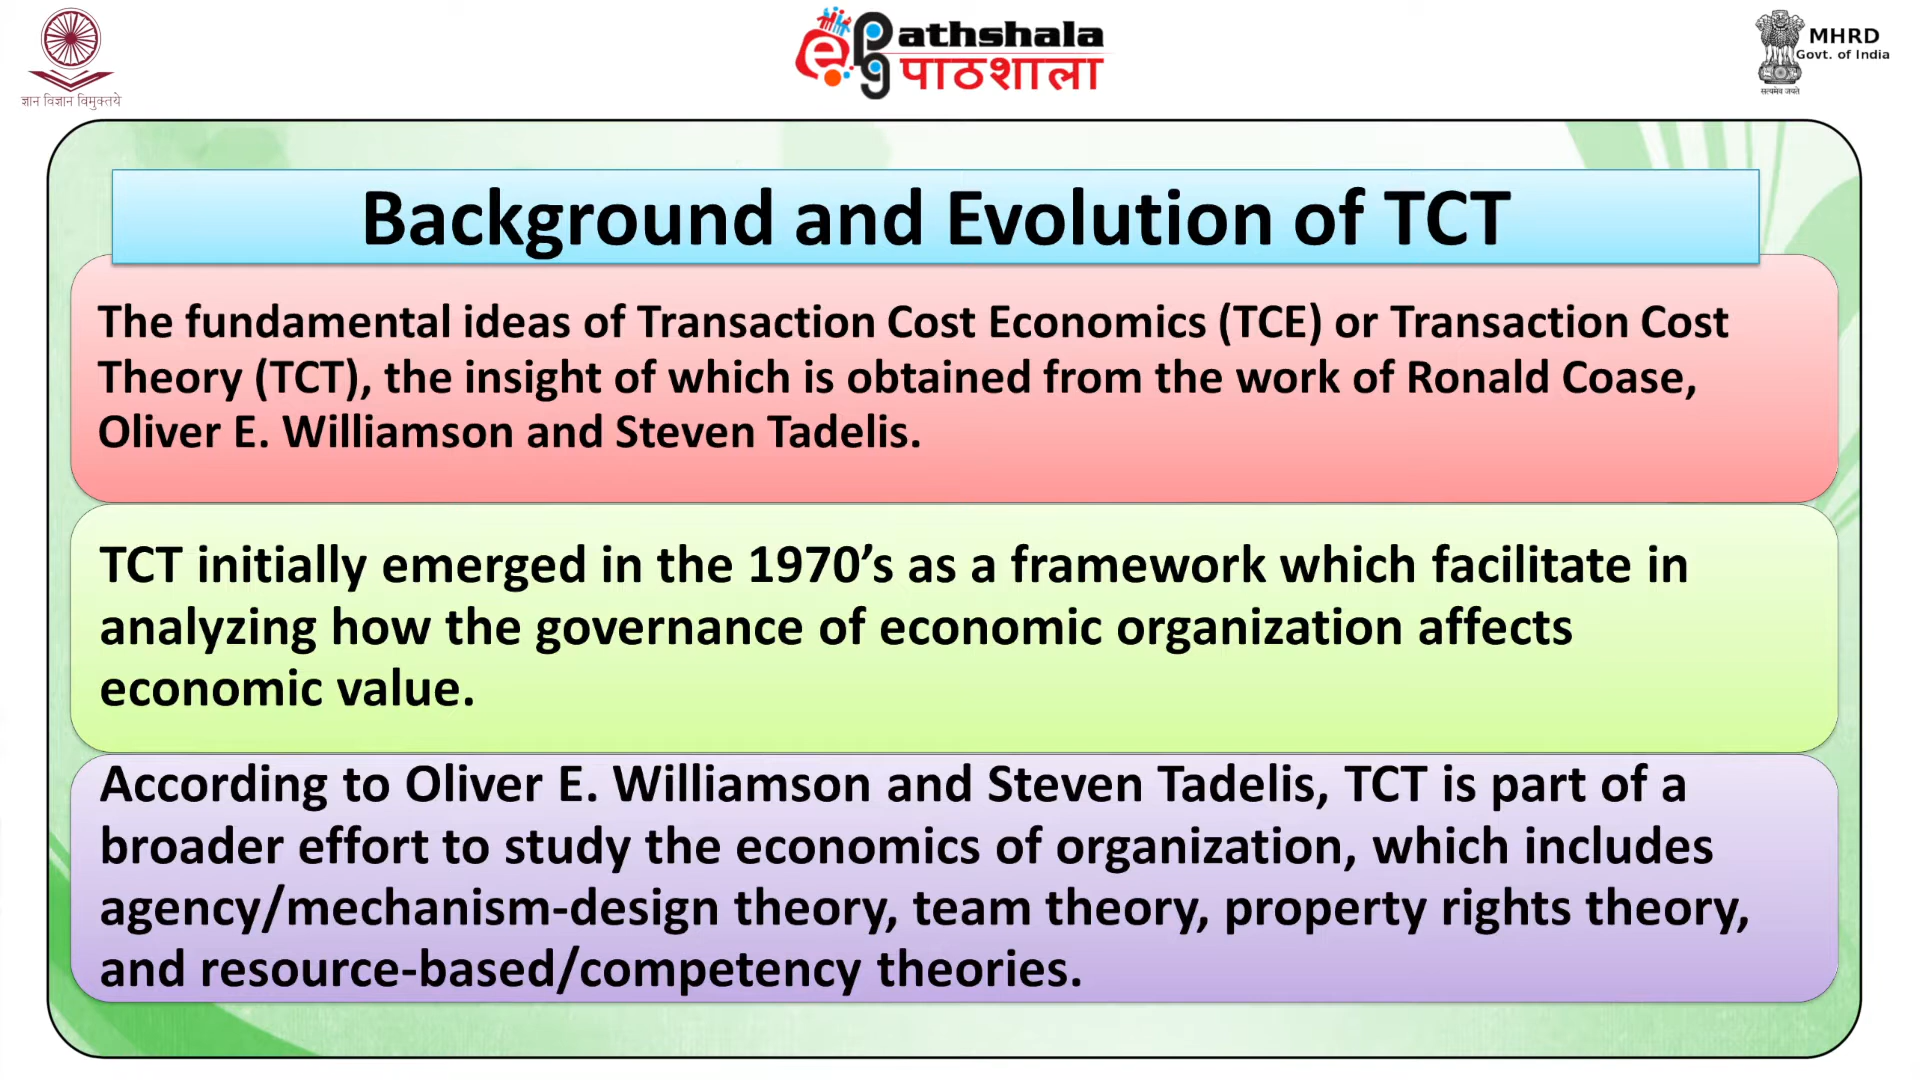 ज्ञान विज्ञान विमुक्तये
e PG Pathshala
पाठशाला
MHRD
Govt. of India
सत्यमेव जयते
Background and Evolution of TCT
The fundamental ideas of Transaction Cost Economics (TCE) or Transaction Cost
Theory (TCT), the insight of which is obtained from the work of Ronald Coase,
Oliver E. Williamson and Steven Tadelis.
TCT initially emerged in the 1970’s as a framework which facilitate in
analyzing how the governance of economic organization affects
economic value.
According to Oliver E. Williamson and Steven Tadelis, TCT is part of a
broader effort to study the economics of organization, which includes
agency/mechanism-design theory, team theory, property rights theory,
and resource-based/competency theories.